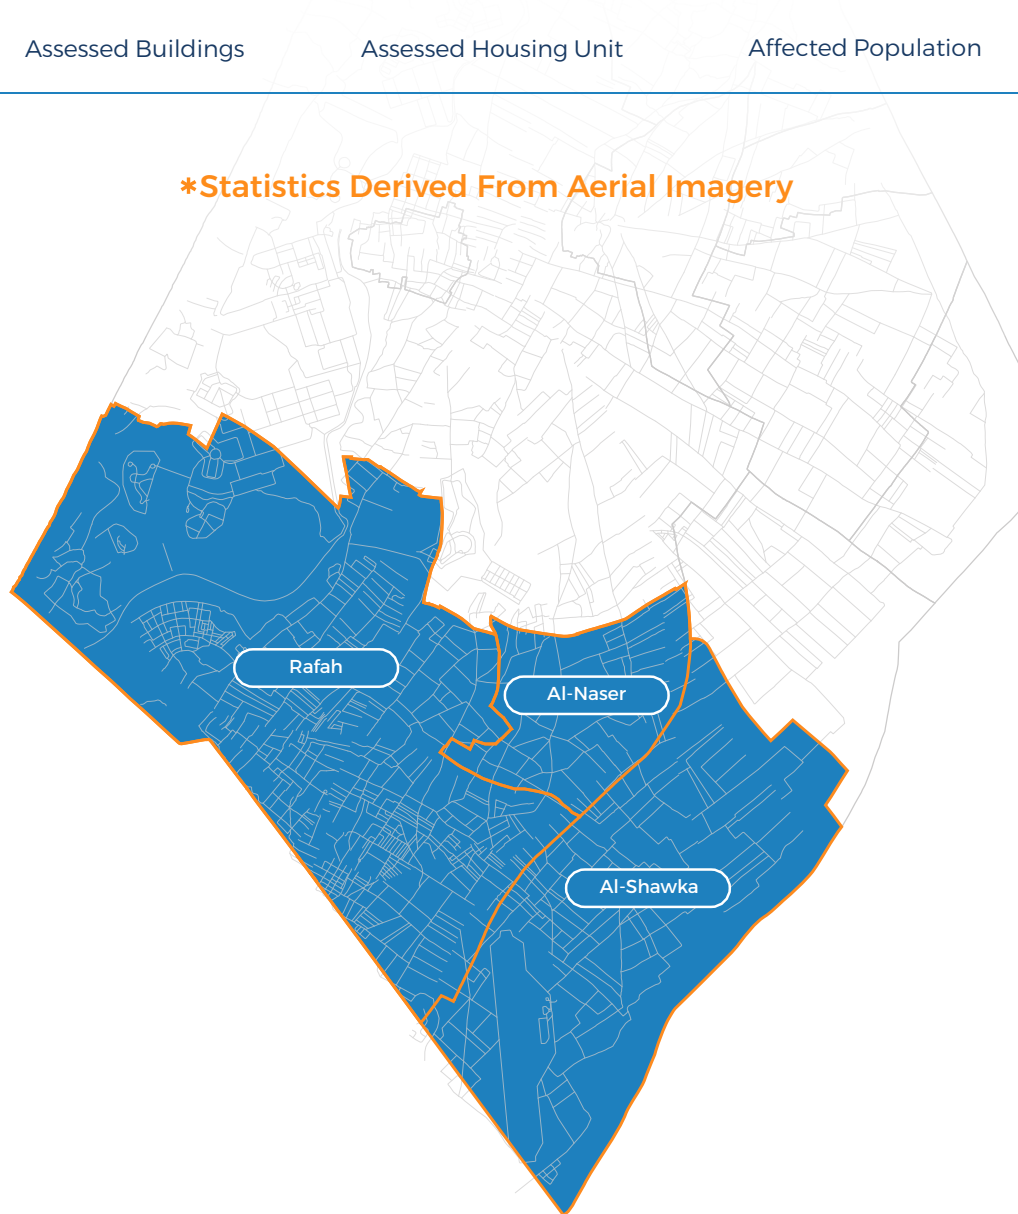 Assessed Buildings
Assessed Housing Unit
Affected Population
*Statistics Derived From Aerial Imagery
Rafah
Al-Naser
Al-Shawka